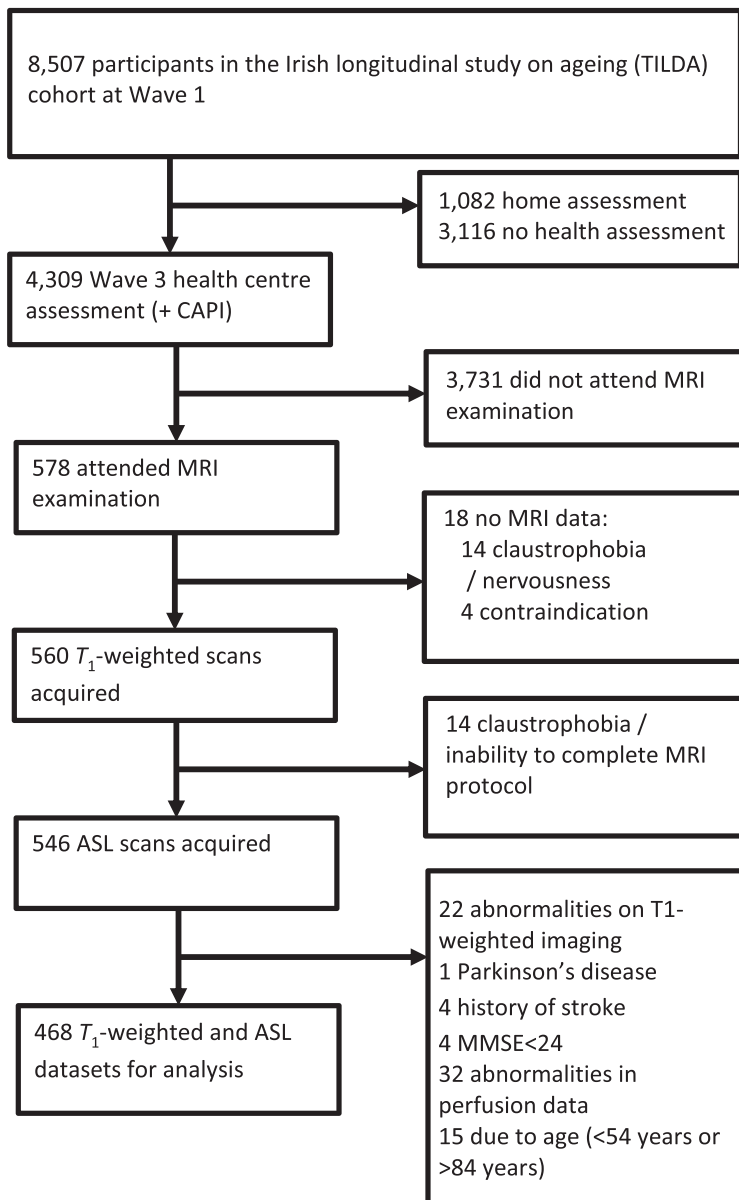 8,507 participants in the Irish longitudinal study on ageing (TILDA)
cohort at Wave 1
1,082 home assessment
3,116 no health assessment
4,309 Wave 3 health centre
assessment (+ CAPI)
3,731 did not attend MRI
examination
578 attended MRI
examination
18 no MRI data:
14 claustrophobia
/ nervousness
4 contraindication
560 T1-weighted scans
acquired
14 claustrophobia /
inability to complete MRI
protocol
546 ASL scans acquired
22 abnormalities on T1-
weighted imaging
1 Parkinson's disease
4 history of stroke
4 MMSE<24
32 abnormalities in
perfusion data
15 due to age (<54 years or
>84 years)
468 T1-weighted and ASL
datasets for analysis